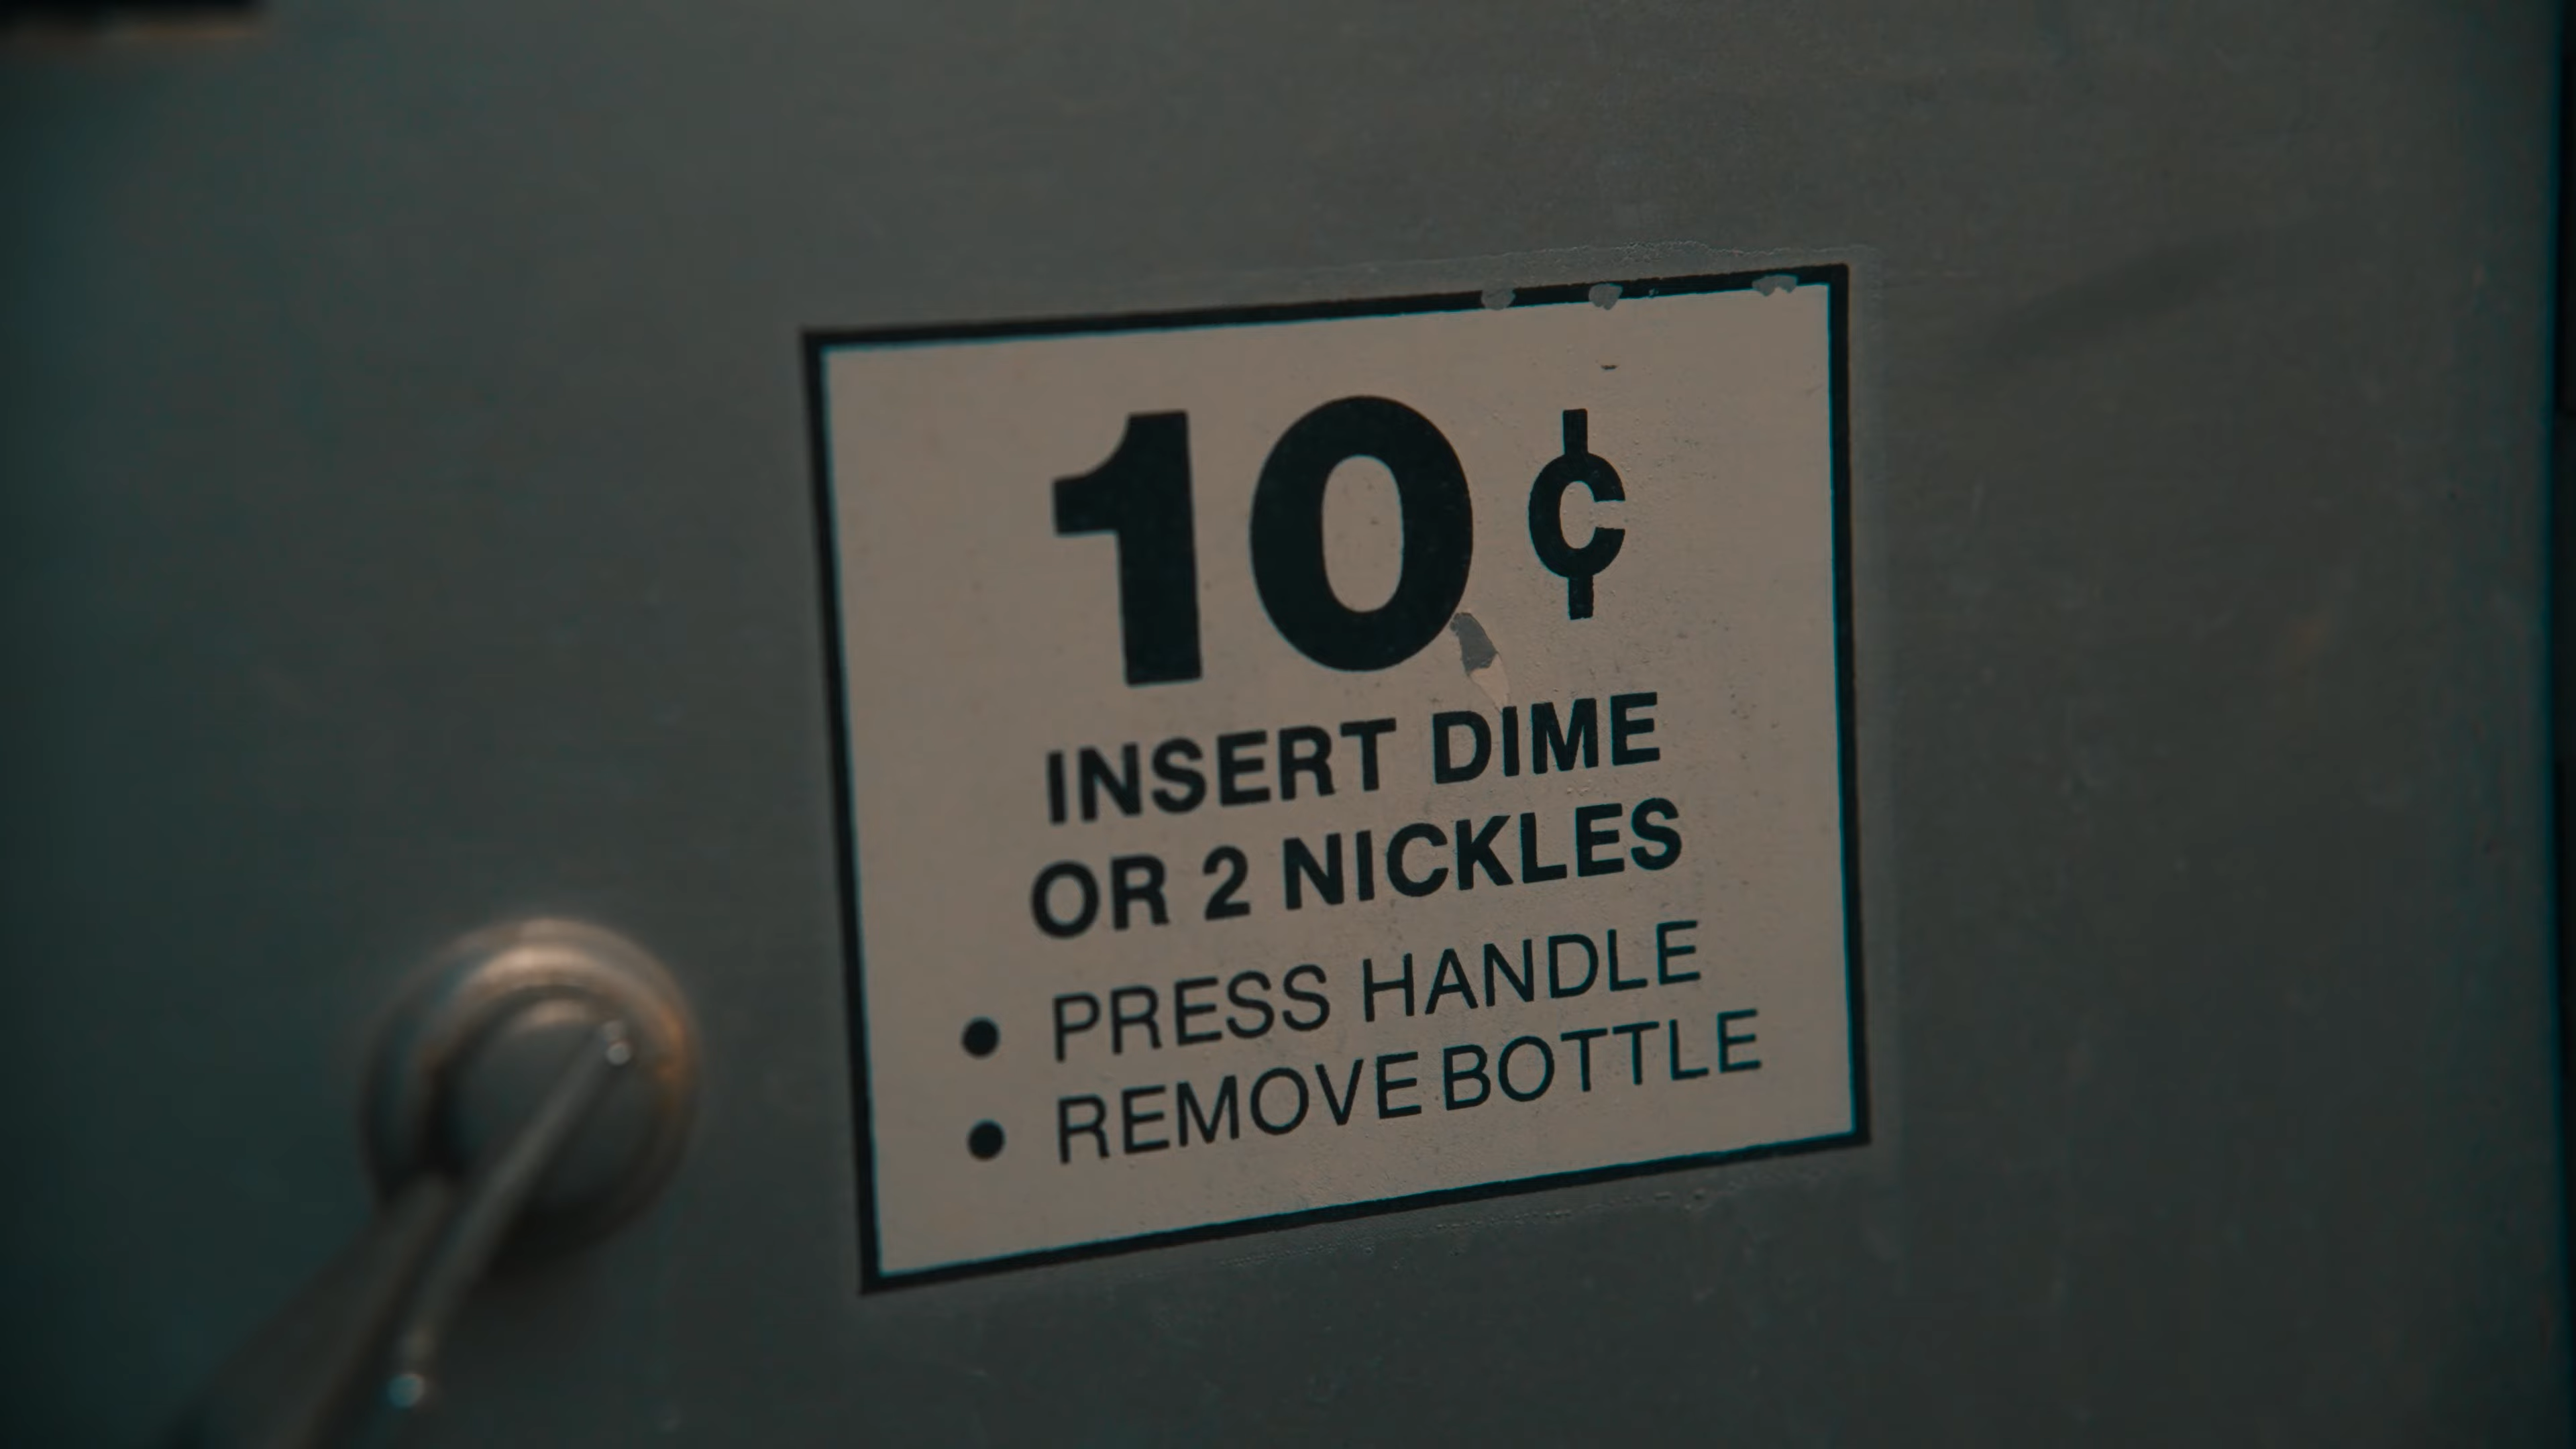 10 ¢
INSERT DIME
OR 2 NICKLES
• PRESS HANDLE
• REMOVE BOTTLE